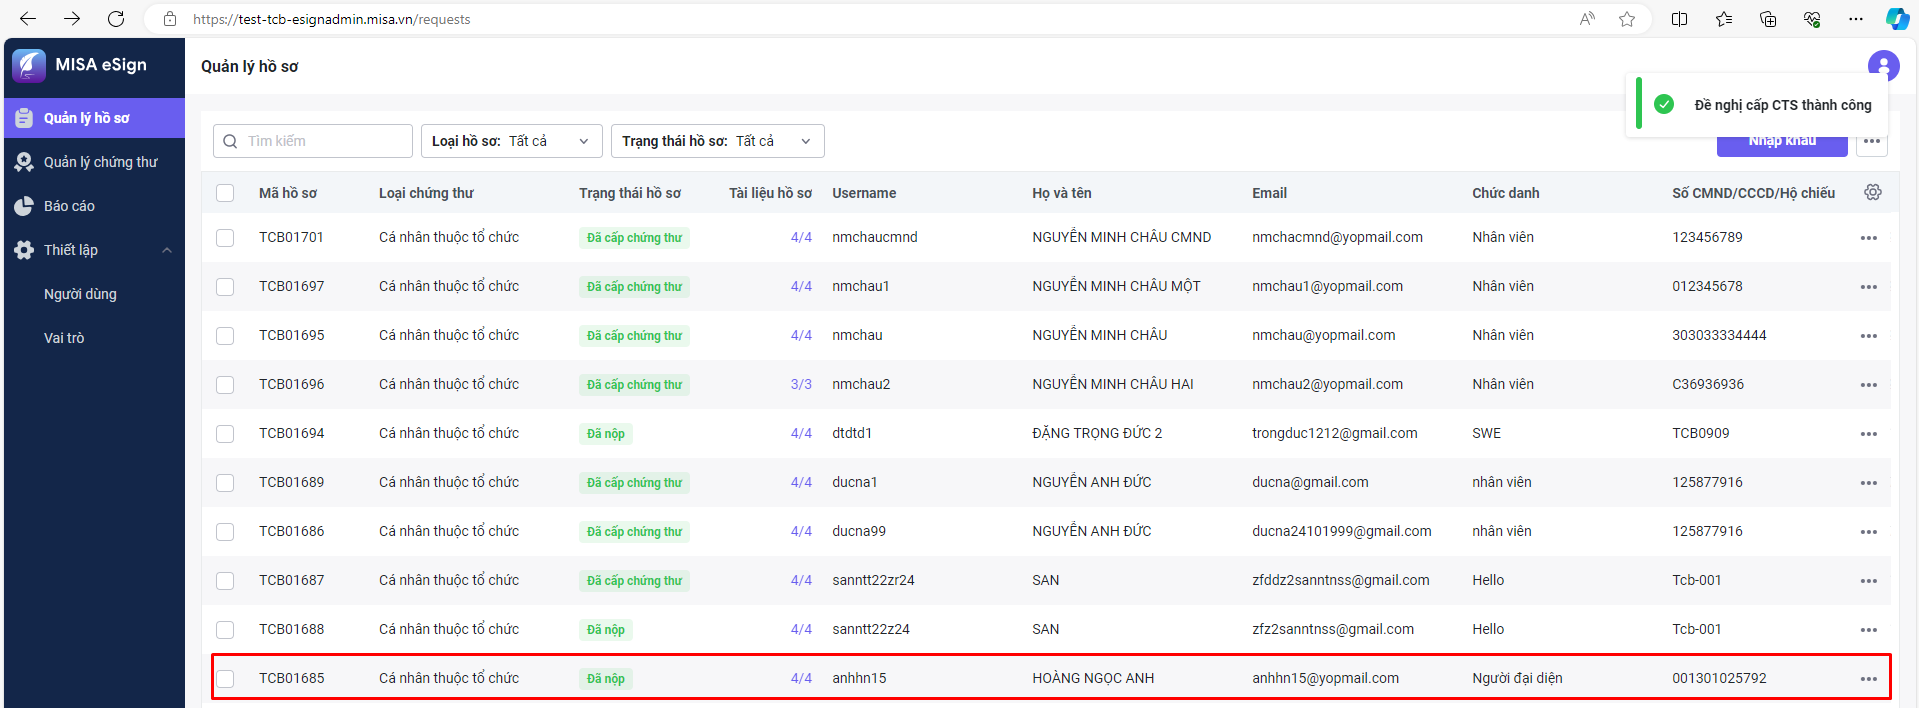 https://test-tcb-esignadmin.misa.vn/requests
MISA eSign
Quản lý hồ sơ
Đề nghị cấp CTS thành công
Quản lý hồ sơ
Quản lý chứng thư
Báo cáo
Thiết lập
Người dùng
Vai trò
Tìm kiếm
Loại hồ sơ: Tất cả
Trạng thái hồ sơ: Tất cả
Nhập khẩu
Mã hồ sơ Loại chứng thư Trạng thái hồ sơ Tài liệu hồ sơ Username Họ và tên Email Chức danh Số CMND/CCCD/Hộ chiếu
TCB01701 Cá nhân thuộc tổ chức Đã cấp chứng thư 4/4 nmchaucmnd NGUYỄN MINH CHÂU CMND nmchacmnd@yopmail.com Nhân viên 123456789
TCB01697 Cá nhân thuộc tổ chức Đã cấp chứng thư 4/4 nmchau1 NGUYỄN MINH CHÂU MỘT nmchau1@yopmail.com Nhân viên 012345678
TCB01695 Cá nhân thuộc tổ chức Đã cấp chứng thư 4/4 nmchau NGUYỄN MINH CHÂU nmchau@yopmail.com Nhân viên 303033334444
TCB01696 Cá nhân thuộc tổ chức Đã cấp chứng thư 3/3 nmchau2 NGUYỄN MINH CHÂU HAI nmchau2@yopmail.com Nhân viên C36936936
TCB01694 Cá nhân thuộc tổ chức Đã nộp 4/4 dtdtd1 ĐẶNG TRỌNG ĐỨC 2 trongduc1212@gmail.com SWE TCB0909
TCB01689 Cá nhân thuộc tổ chức Đã cấp chứng thư 4/4 ducna1 NGUYỄN ANH ĐỨC ducna@gmail.com nhân viên 125877916
TCB01686 Cá nhân thuộc tổ chức Đã cấp chứng thư 4/4 ducna99 NGUYỄN ANH ĐỨC ducna24101999@gmail.com nhân viên 125877916
TCB01687 Cá nhân thuộc tổ chức Đã cấp chứng thư 4/4 sanntt22zr24 SAN zfddz2sanntnss@gmail.com Hello Tcb-001
TCB01688 Cá nhân thuộc tổ chức Đã nộp 4/4 sanntt22z24 SAN zfz2sanntnss@gmail.com Hello Tcb-001
TCB01685 Cá nhân thuộc tổ chức Đã nộp 4/4 anhhn15 HOÀNG NGỌC ANH anhhn15@yopmail.com Người đại diện 001301025792